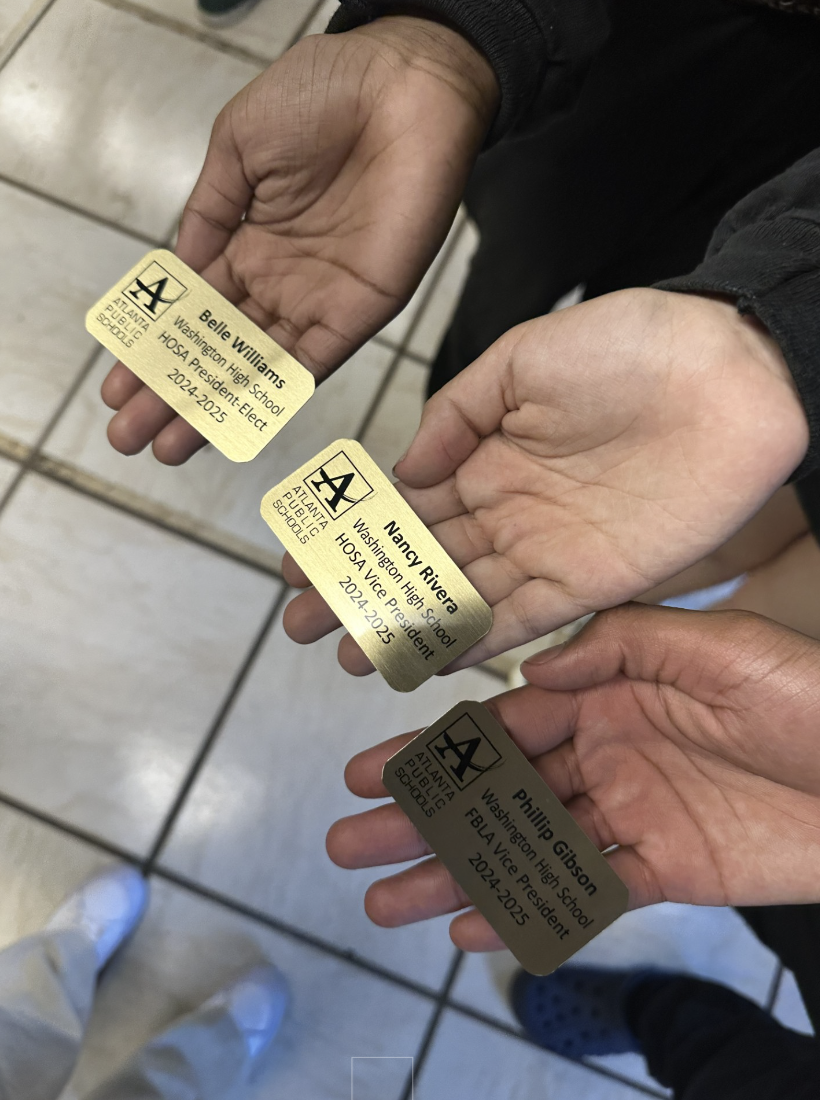 A
ATLANTA
PUBLIC
SCHOOLS
Belle Williams
Washington High School
HOSA President-Elect
2024-2025
A
ATLANTA
PUBLIC
SCHOOLS
Nancy Rivera
Washington High School
HOSA Vice President
2024-2025
A
ATLANTA
PUBLIC
SCHOOLS
Phillip Gibson
Washington High School
FBLA Vice President
2024-2025